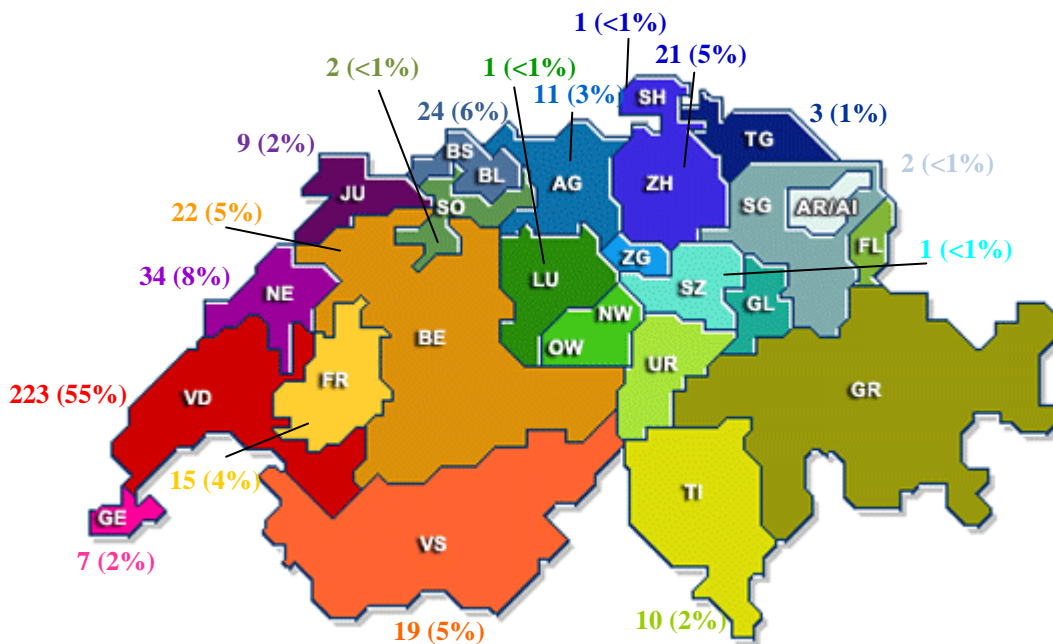 1 (<1%)
21 (5%)
2 (<1%)
1 (<1%)
11 (3%)
SH
24 (6%)
3 (1%)
TG
9 (2%)
BS
2 (<1%)
BL
AG
ZH
JU
SO
SG
AR/AI
22 (5%)
FL
ZG
1 (<1%)
34 (8%)
LU
SZ
NE
GL
NW
BE
OW
UR
FR
GR
223 (55%)
VD
15 (4%)
TI
GE
VS
7 (2%)
10 (2%)
19 (5%)